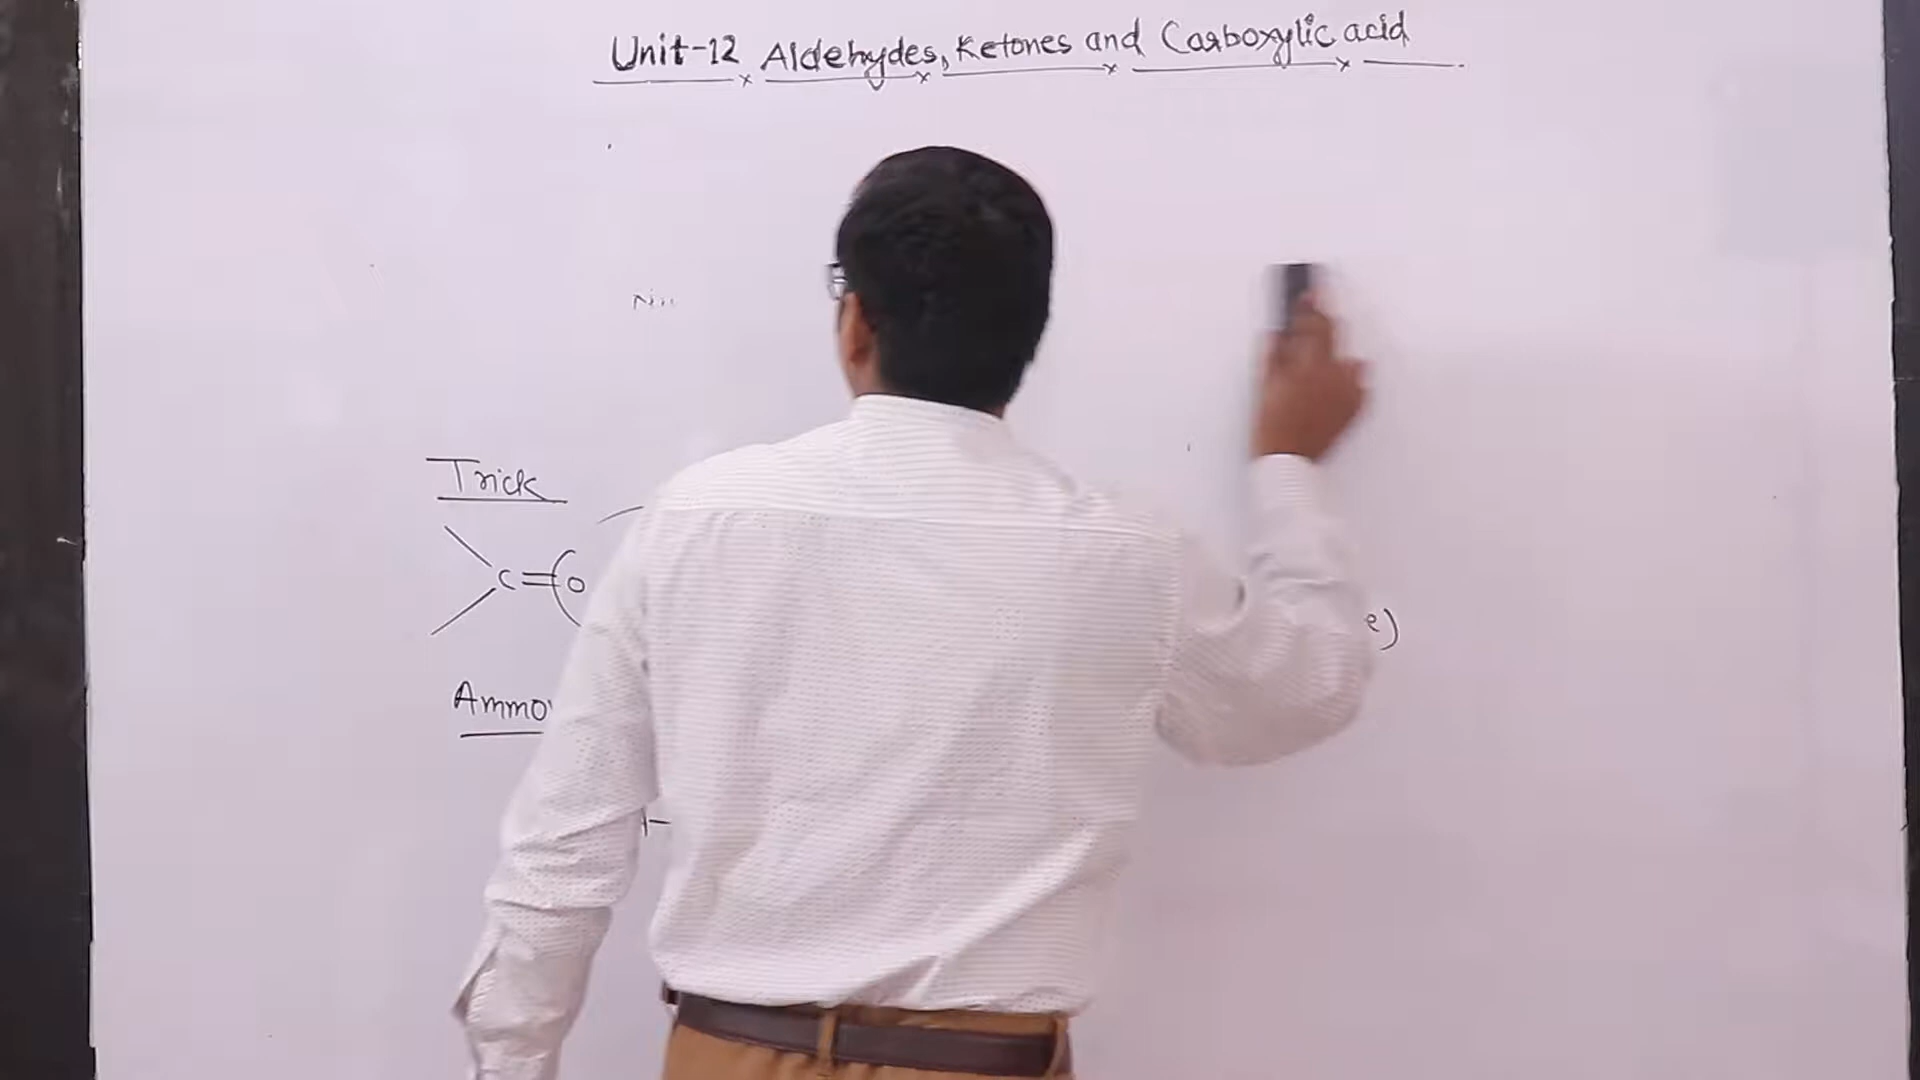 Unit-12 Aldehydes, Ketones and Carboxylic acid
Trick
C=(O
Ammo
e)